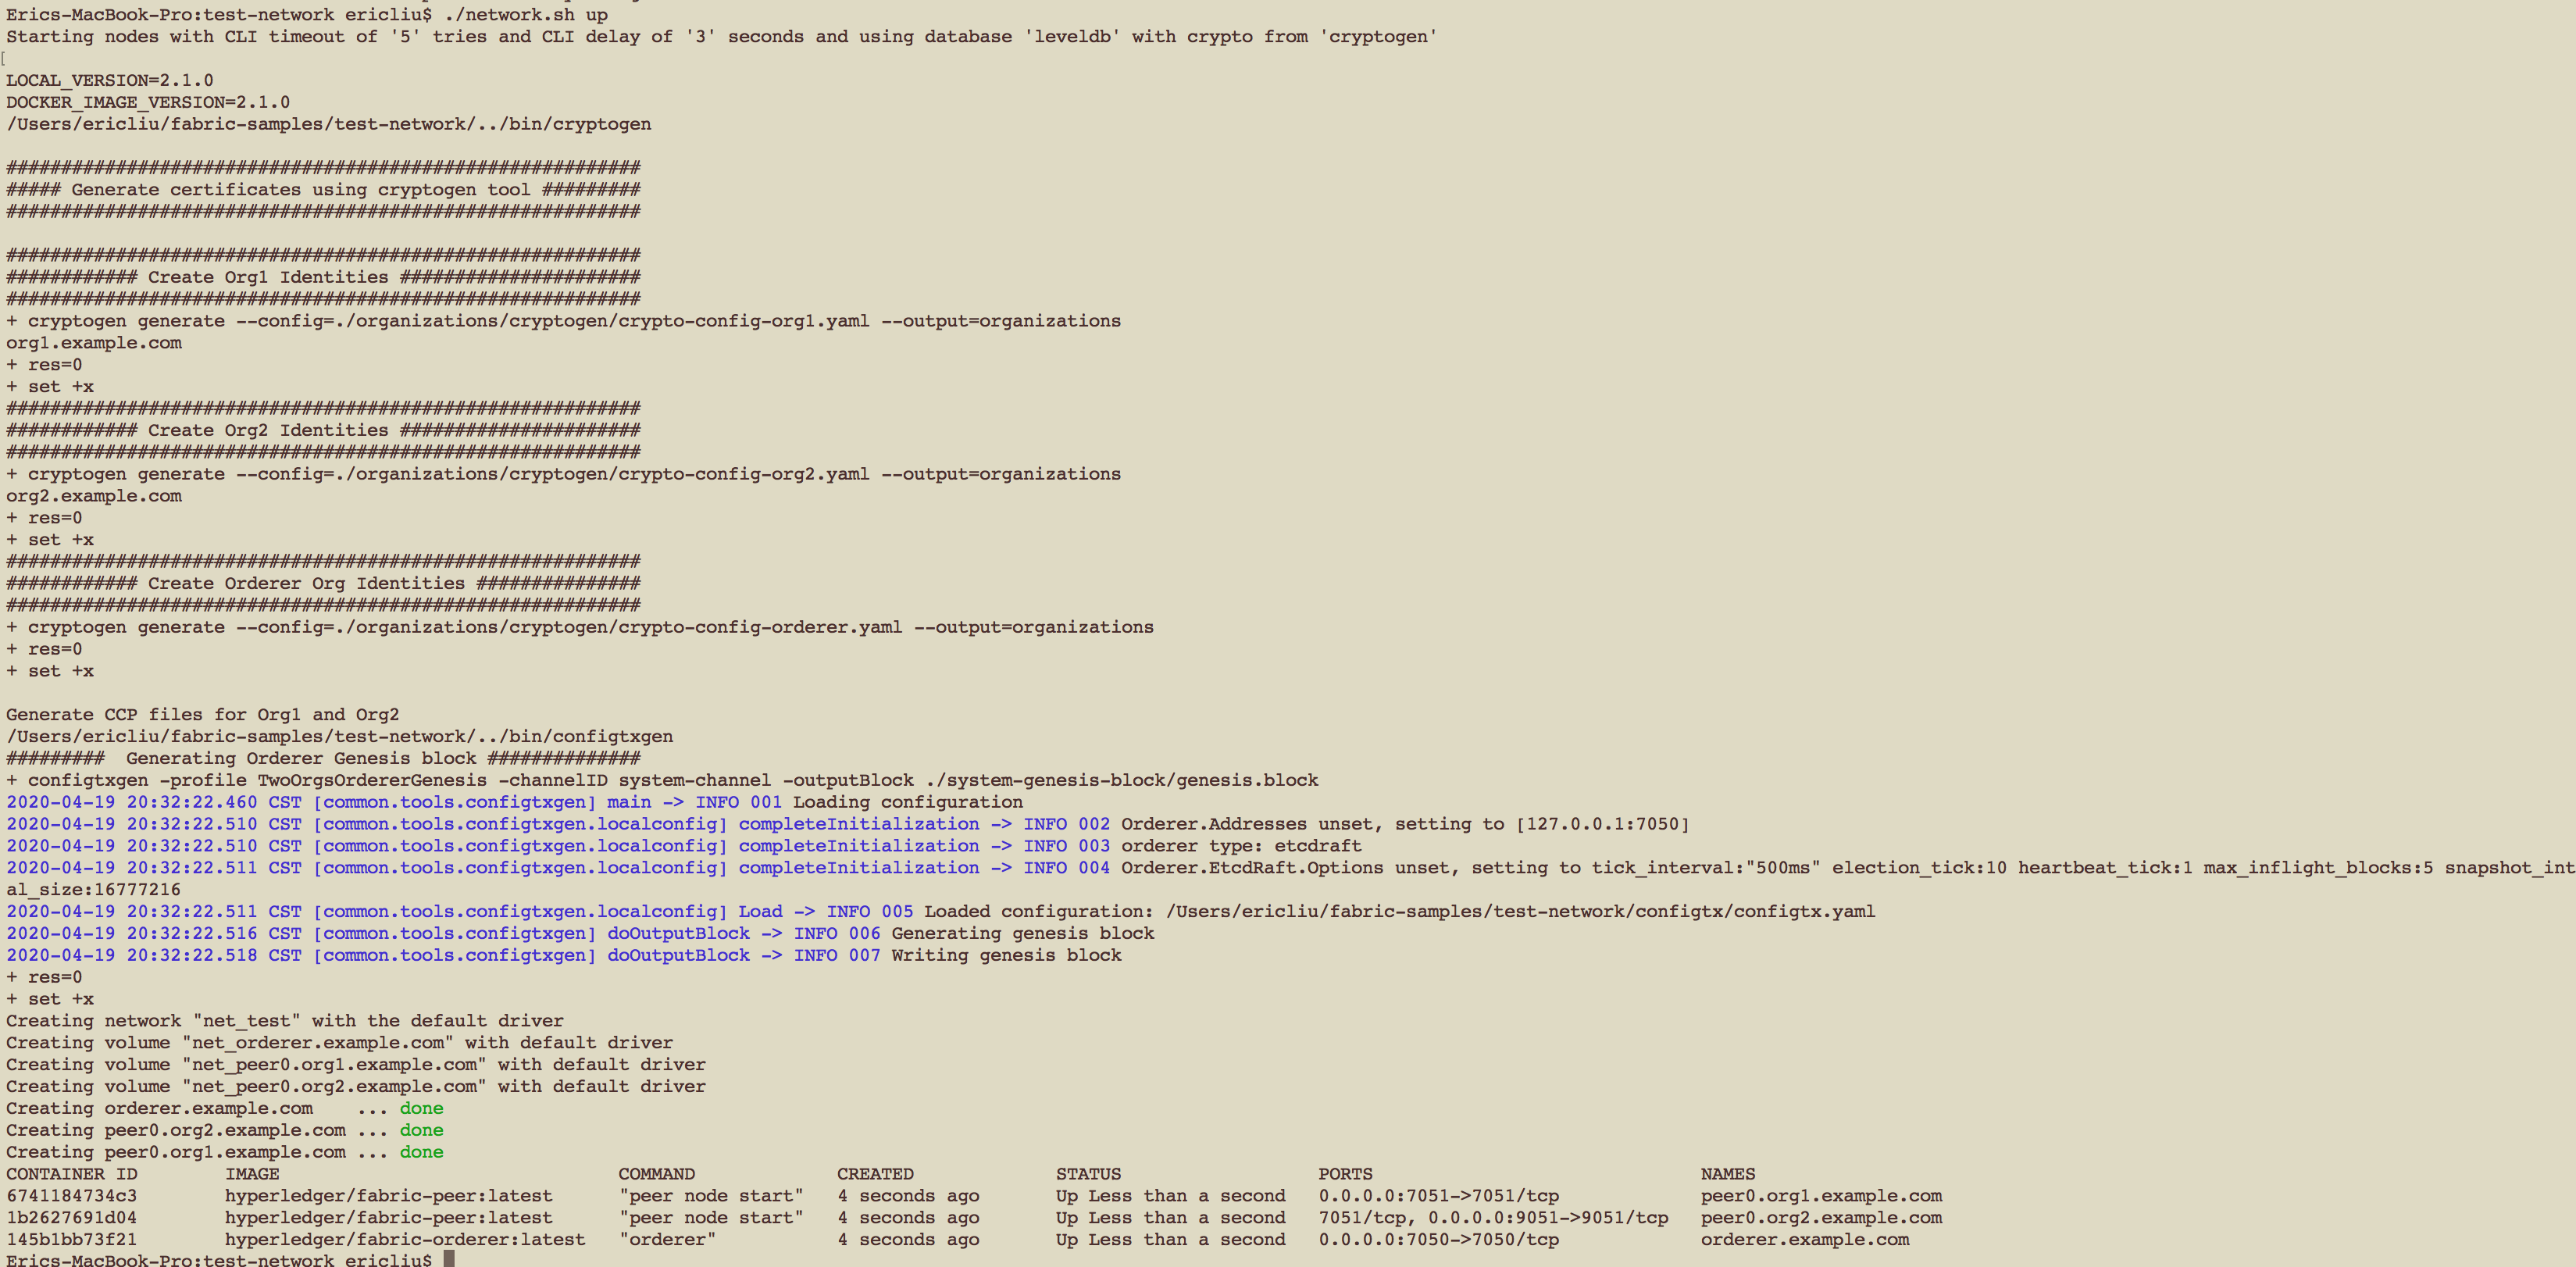 Erics-MacBook-Pro:test-network ericliu$ ./network.sh up
Starting nodes with CLI timeout of '5' tries and CLI delay of '3' seconds and using database 'leveldb' with crypto from 'cryptogen'
[
LOCAL_VERSION=2.1.0
DOCKER_IMAGE_VERSION=2.1.0
/Users/ericliu/fabric-samples/test-network/../bin/cryptogen
##########################################################
##### Generate certificates using cryptogen tool #########
##########################################################
##########################################################
############ Create Org1 Identities ######################
##########################################################
+ cryptogen generate --config=./organizations/cryptogen/crypto-config-org1.yaml --output=organizations
org1.example.com
+ res=0
+ set +x
##########################################################
############ Create Org2 Identities ######################
##########################################################
+ cryptogen generate --config=./organizations/cryptogen/crypto-config-org2.yaml --output=organizations
org2.example.com
+ res=0
+ set +x
##########################################################
############ Create Orderer Org Identities ###############
##########################################################
+ cryptogen generate --config=./organizations/cryptogen/crypto-config-orderer.yaml --output=organizations
+ res=0
+ set +x
Generate CCP files for Org1 and Org2
/Users/ericliu/fabric-samples/test-network/../bin/configtxgen
#########  Generating Orderer Genesis block ##############
+ configtxgen -profile TwoOrgsOrdererGenesis -channelID system-channel -outputBlock ./system-genesis-block/genesis.block
2020-04-19 20:32:22.460 CST [common.tools.configtxgen] main -> INFO 001 Loading configuration
2020-04-19 20:32:22.510 CST [common.tools.configtxgen.localconfig] completeInitialization -> INFO 002 Orderer.Addresses unset, setting to [127.0.0.1:7050]
2020-04-19 20:32:22.510 CST [common.tools.configtxgen.localconfig] completeInitialization -> INFO 003 orderer type: etcdraft
2020-04-19 20:32:22.511 CST [common.tools.configtxgen.localconfig] completeInitialization -> INFO 004 Orderer.EtcdRaft.Options unset, setting to tick_interval:"500ms" election_tick:10 heartbeat_tick:1 max_inflight_blocks:5 snapshot_int
al_size:16777216
2020-04-19 20:32:22.511 CST [common.tools.configtxgen.localconfig] Load -> INFO 005 Loaded configuration: /Users/ericliu/fabric-samples/test-network/configtx/configtx.yaml
2020-04-19 20:32:22.516 CST [common.tools.configtxgen] doOutputBlock -> INFO 006 Generating genesis block
2020-04-19 20:32:22.518 CST [common.tools.configtxgen] doOutputBlock -> INFO 007 Writing genesis block
+ res=0
+ set +x
Creating network "net_test" with the default driver
Creating volume "net_orderer.example.com" with default driver
Creating volume "net_peer0.org1.example.com" with default driver
Creating volume "net_peer0.org2.example.com" with default driver
Creating orderer.example.com    ... done
Creating peer0.org2.example.com ... done
Creating peer0.org1.example.com ... done
CONTAINER ID        IMAGE                               COMMAND             CREATED             STATUS                  PORTS                              NAMES
6741184734c3        hyperledger/fabric-peer:latest      "peer node start"   4 seconds ago       Up Less than a second   0.0.0.0:7051->7051/tcp             peer0.org1.example.com
1b2627691d04        hyperledger/fabric-peer:latest      "peer node start"   4 seconds ago       Up Less than a second   7051/tcp, 0.0.0.0:9051->9051/tcp   peer0.org2.example.com
145b1bb73f21        hyperledger/fabric-orderer:latest   "orderer"           4 seconds ago       Up Less than a second   0.0.0.0:7050->7050/tcp             orderer.example.com
Erics-MacBook-Pro:test-network ericliu$